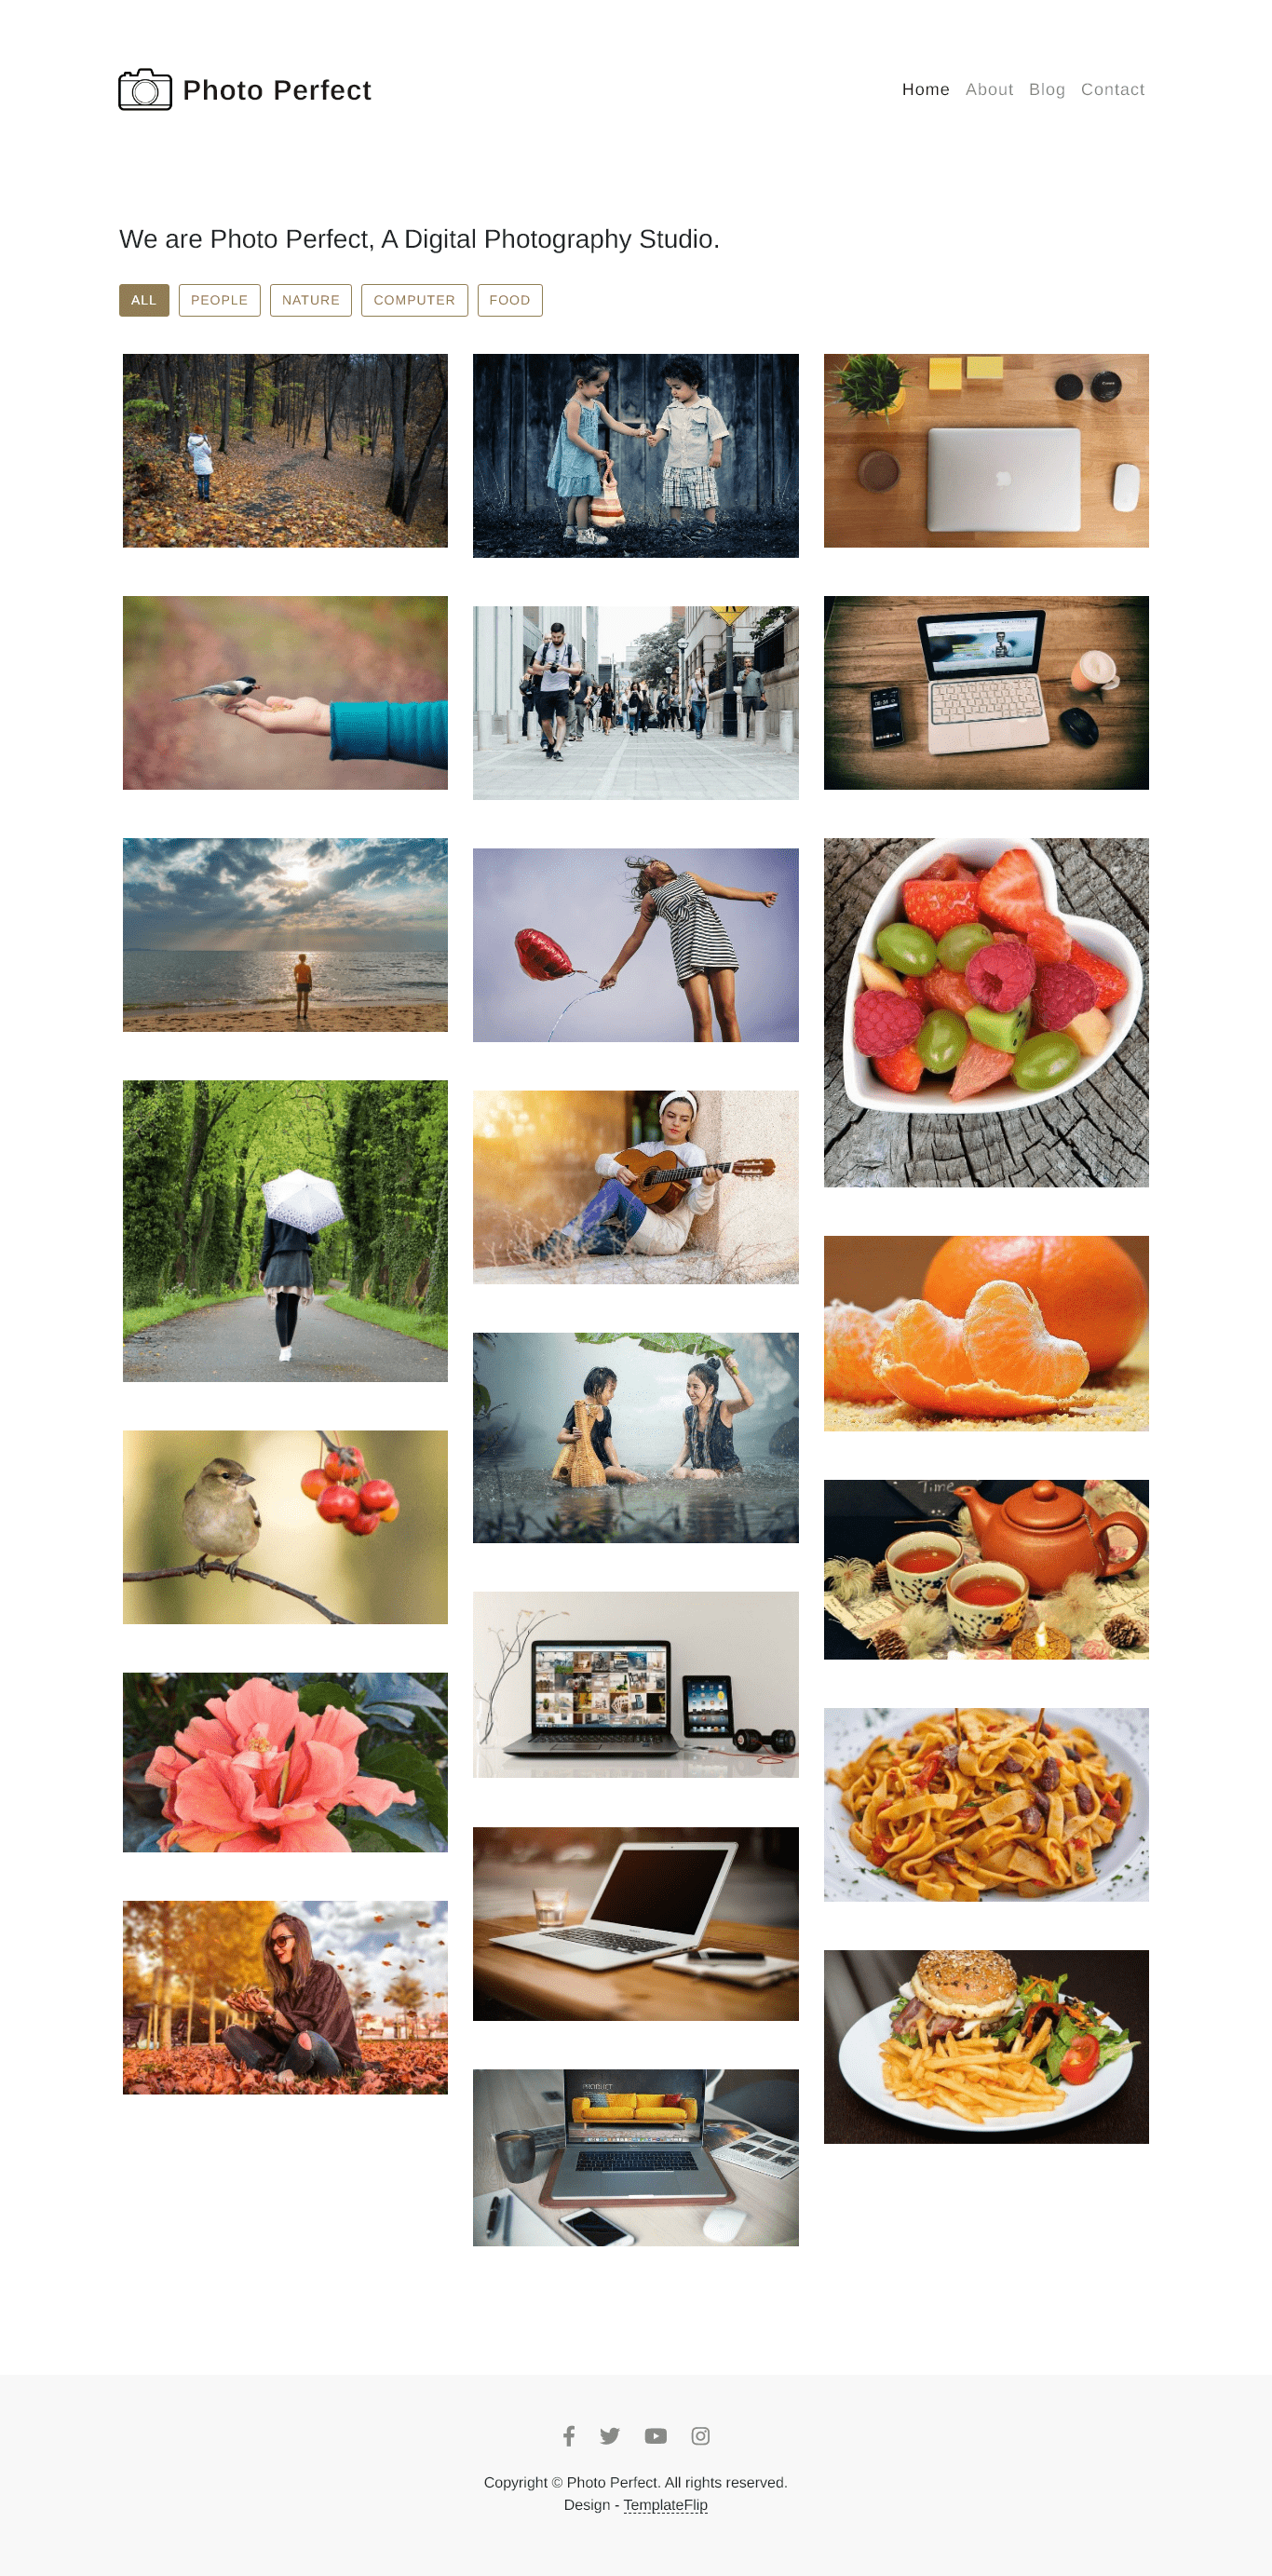 Photo Perfect
Home About Blog Contact
We are Photo Perfect, A Digital Photography Studio.
ALL PEOPLE NATURE COMPUTER FOOD
Time
PRODUCT
Copyright © Photo Perfect. All rights reserved.
Design - TemplateFlip